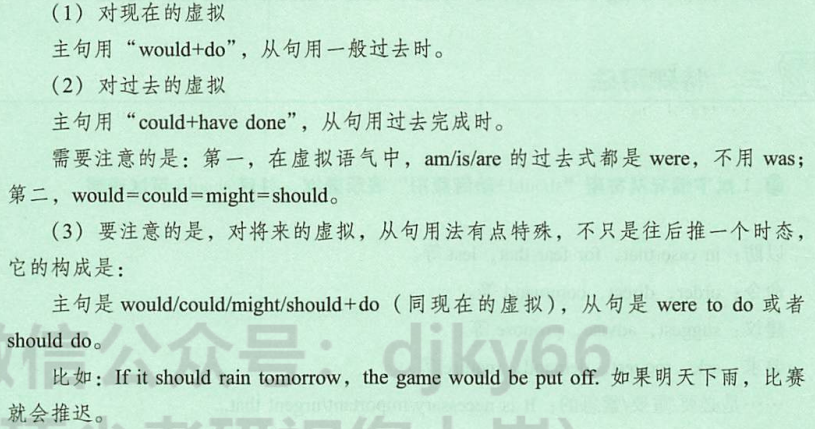 （1）对现在的虚拟
主句用“would+do”，从句用一般过去时。
（2）对过去的虚拟
主句用“could+have done”，从句用过去完成时。
需要注意的是：第一，在虚拟语气中，am/is/are 的过去式都是 were，不用 was；
第二，would=could=might=should。
（3）要注意的是，对将来的虚拟，从句用法有点特殊，不只是往后推一个时态，
它的构成是：
主句是 would/could/might/should+do（同现在的虚拟），从句是 were to do 或者
should do。
微信公众号：djky66
比如：If it should rain tomorrow，the game would be put off. 如果明天下雨，比赛
就会推迟。